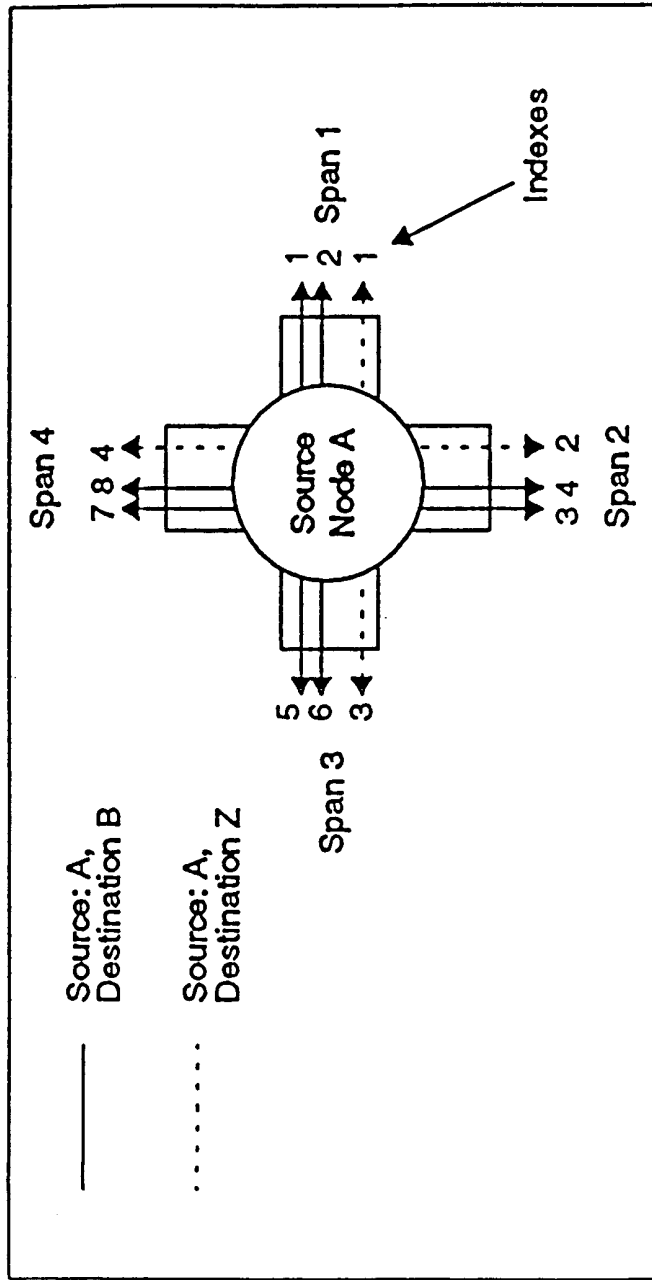 Source: A,
Destination B
Source: A,
Destination Z
Span 4
7 8 4
Span 3
5
6
3
Source
Node A
1
2
1
Span 1
3 4 2
Span 2
Indexes